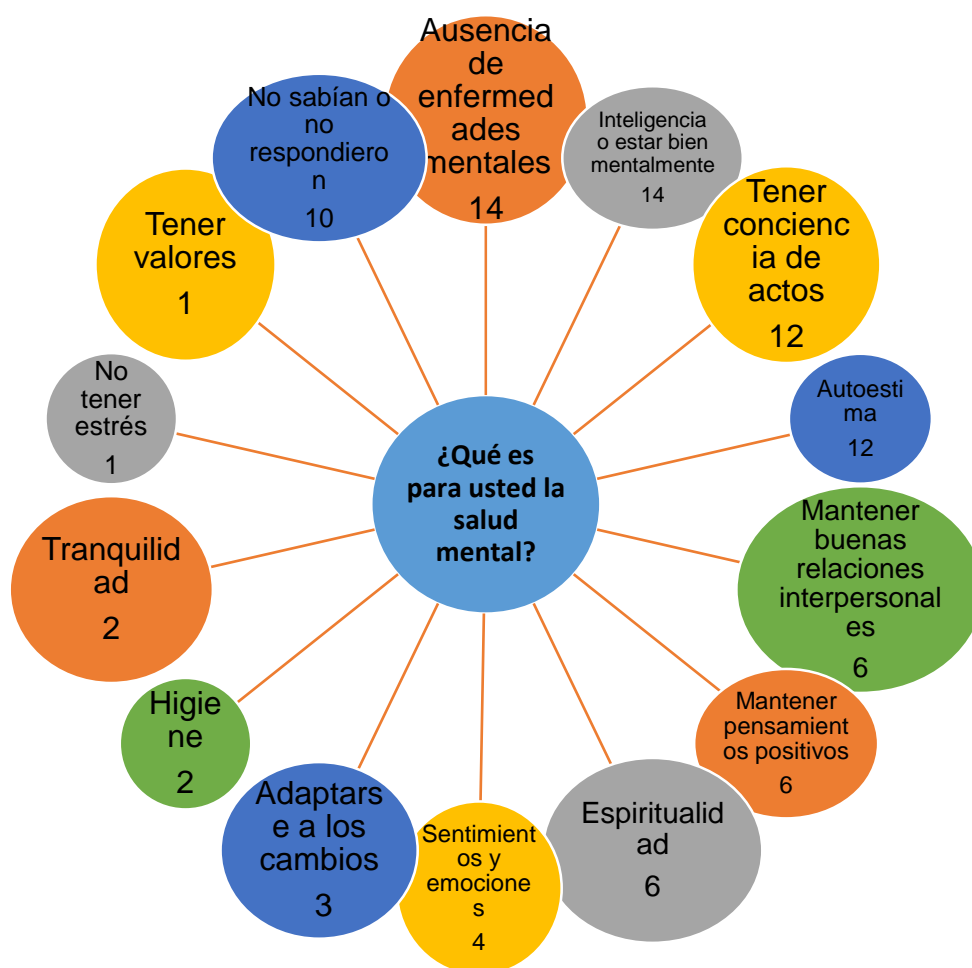 Ausencia
de
enfermed
ades
mentales
14
Inteligencia
o estar bien
mentalmente
14
Tener
concienc
ia de
actos
12
Autoesti
ma
12
Mantener
buenas
relaciones
interpersonal
es
6
Mantener
pensamient
os positivos
6
Espiritualid
ad
6
Sentimient
os y
emocione
s
4
Adaptars
e a los
cambios
3
Higie
ne
2
Tranquilid
ad
2
No
tener
estrés
1
Tener
valores
1
No sabían o
no
respondiero
n
10
¿Qué es
para usted la
salud
mental?